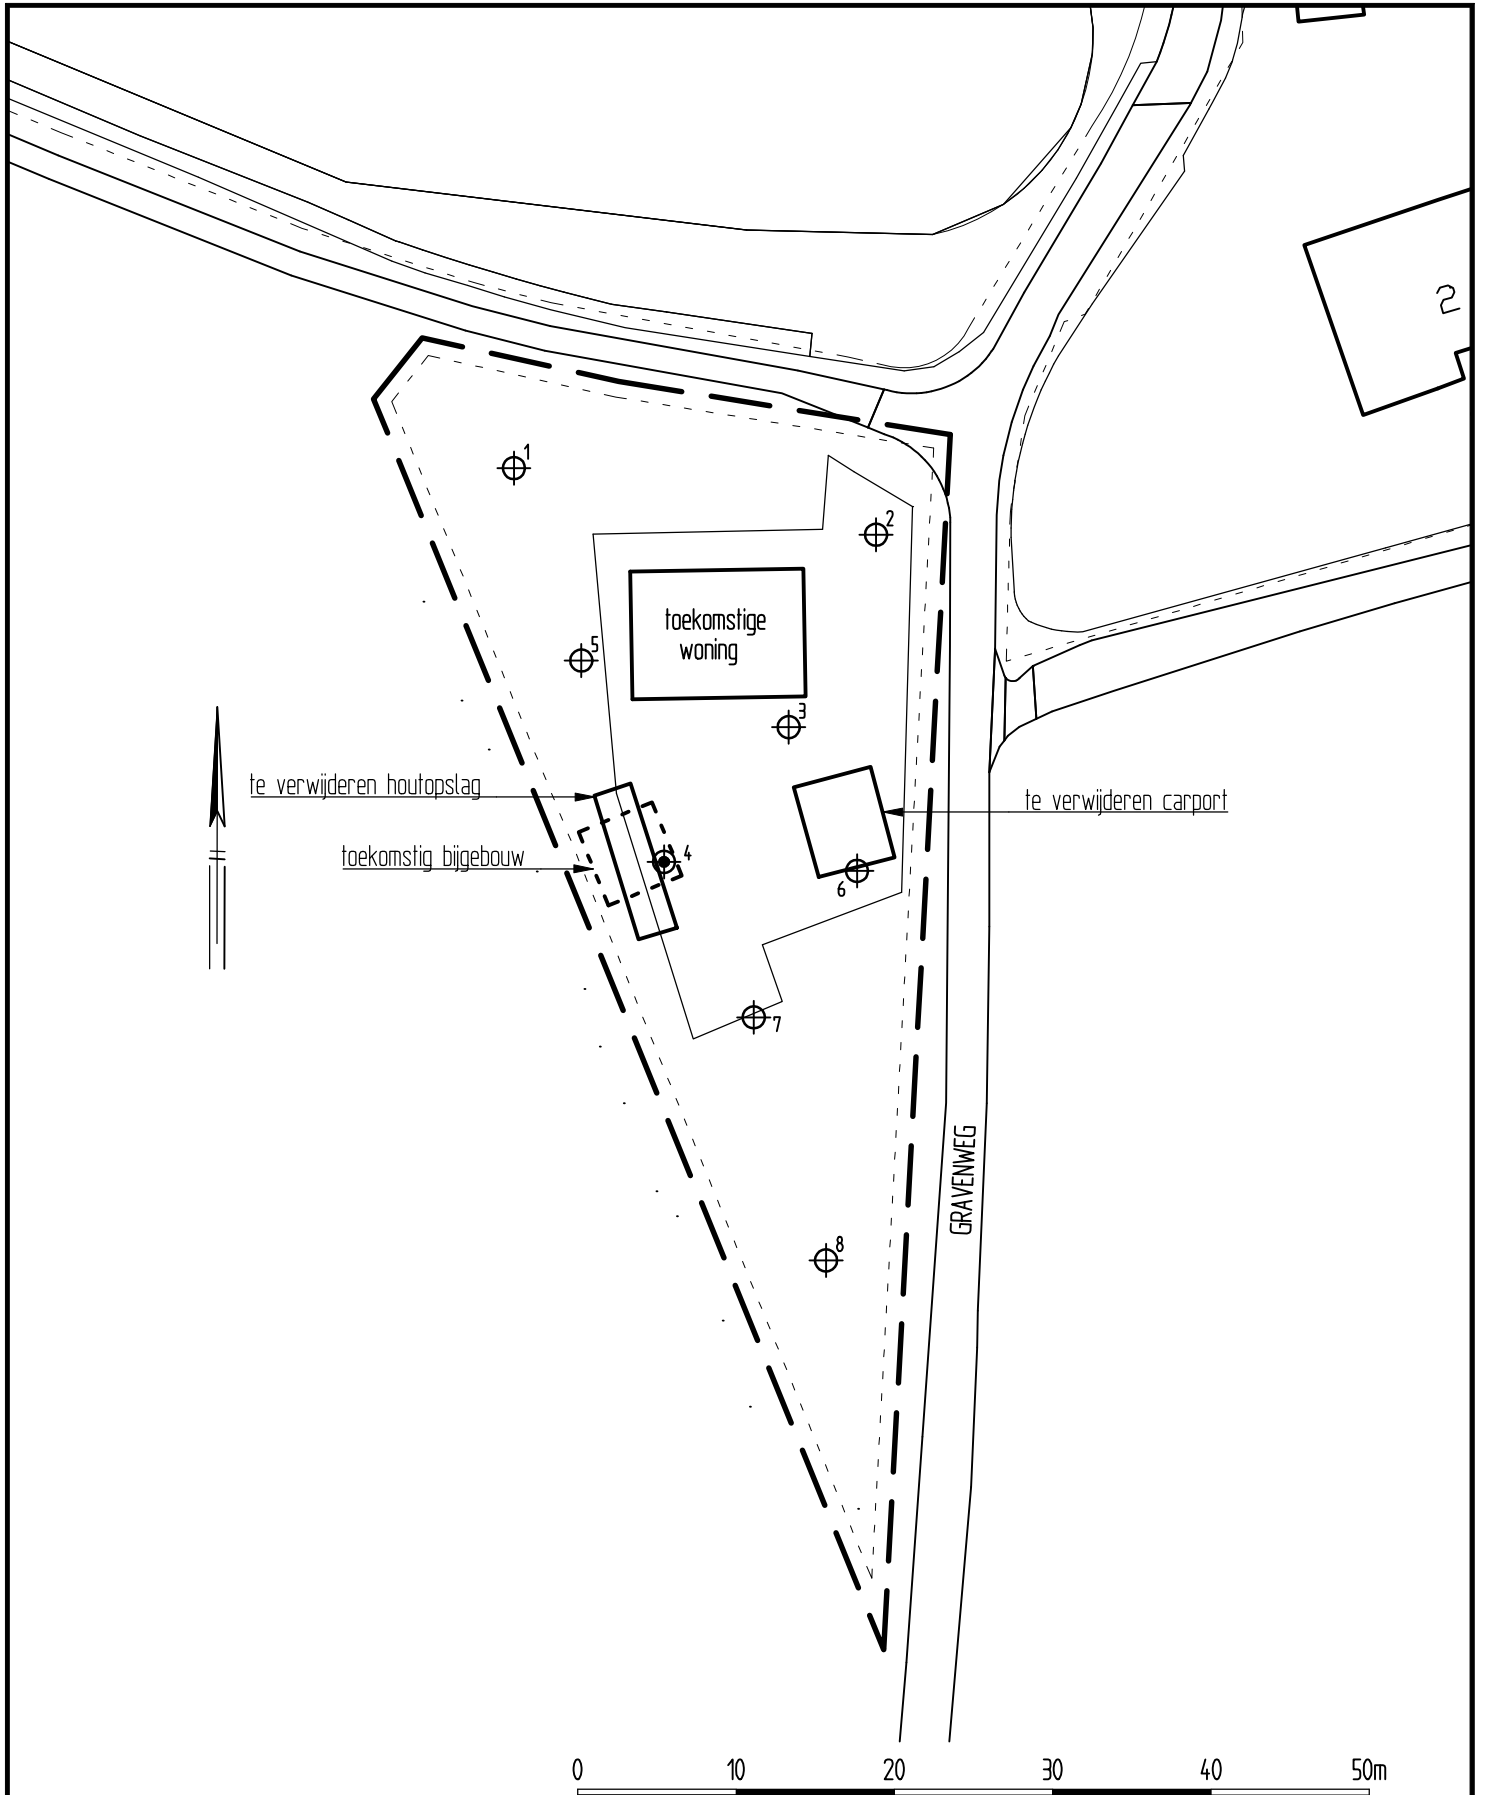 2
1
2
toekomstige
woning
5
3
te verwijderen houtopslag
te verwijderen carport
toekomstig bijgebouw
4
6
7
GRAVENWEG
8
0 10 20 30 40 50m